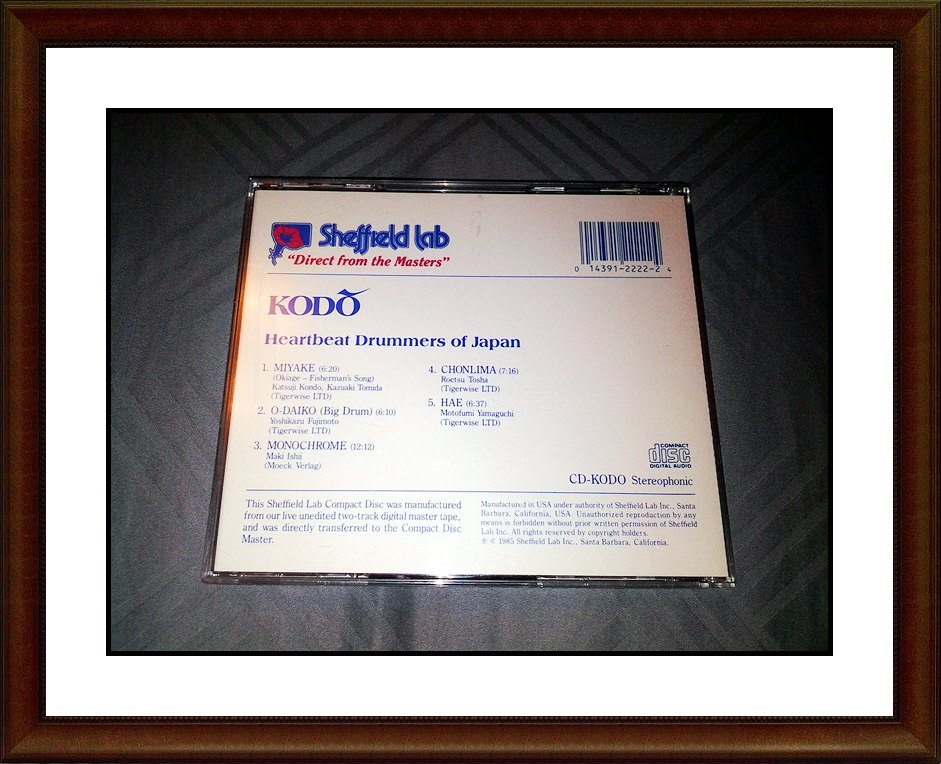 Sheffield Lab
"Direct from the Masters"
0 14391-2222-2 4
KODŌ
Heartbeat Drummers of Japan
1. MIYAKE (6:20)
(Okiage – Fisherman's Song)
Katsuji Kondo, Kazuaki Tomida
(Tigerwise LTD)
2. O-DAIKO (Big Drum) (6:10)
Yoshikazu Fujimoto
(Tigerwise LTD)
3. MONOCHROME (12:12)
Maki Ishii
(Moeck Verlag)
4. CHONLIMA (7:16)
Roetsu Tosha
(Tigerwise LTD)
5. HAE (6:37)
Motofumi Yamaguchi
(Tigerwise LTD)
COMPACT
disc
DIGITAL AUDIO
CD-KODO Stereophonic
This Sheffield Lab Compact Disc was manufactured
from our live unedited two-track digital master tape,
and was directly transferred to the Compact Disc
Master.
Manufactured in USA under authority of Sheffield Lab Inc., Santa
Barbara, California, USA. Unauthorized reproduction by any
means is forbidden without prior written permission of Sheffield
Lab Inc. All rights reserved by copyright holders.
℗ © 1985 Sheffield Lab Inc., Santa Barbara, California.